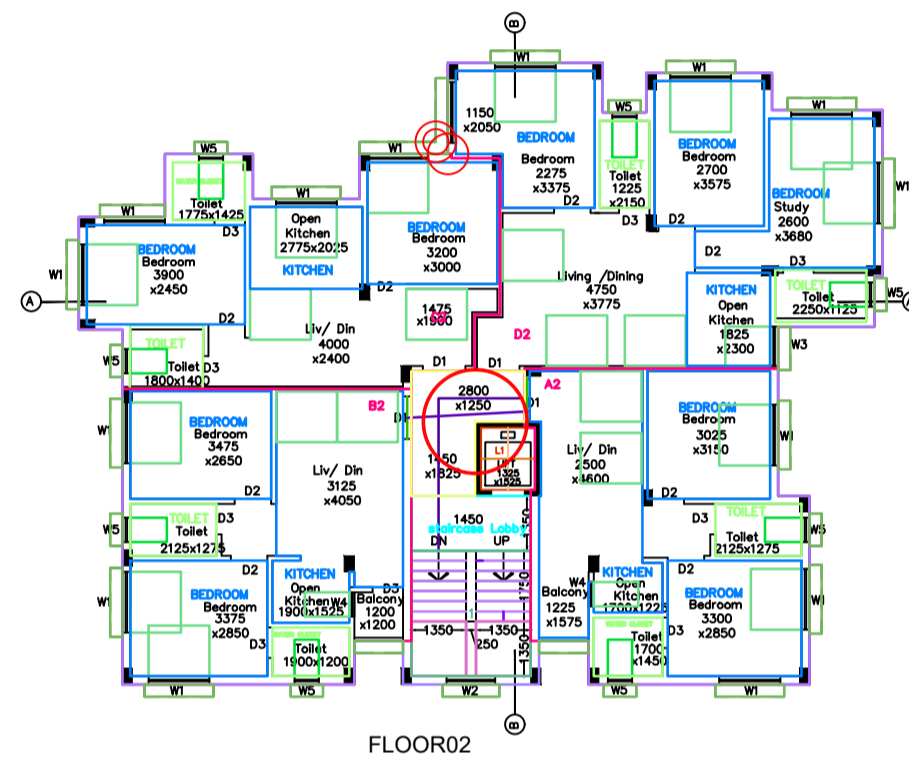 B
W1
1150
x2050
BEDROOM
Bedroom
2275
x3375
W5
TOILET
Toilet
1225
x2150
D3
W1
BEDROOM
Bedroom
2700
x3575
D2
W1
BEDROOM
Study
2600
x3680
W1
D2
D3
W5
Toilet
1775x1425
D3
W1
Open
Kitchen
2775x2025
KITCHEN
W1
BEDROOM
Bedroom
3200
x3000
D2
W1
W1
BEDROOM
Bedroom
3900
x2450
D2
A
Living /Dining
4750
x3775
D2
KITCHEN
Open
Kitchen
1825
x2300
TOILET
Toilet
2250x1125
W5
A
W3
Liv/ Din
4000
x2400
1475
D2
TOILET
Toilet
D3
1800x1400
W5
D1
D1
2800
x1250
B2
D1
A2
D1
W1
BEDROOM
Bedroom
3475
x2650
D2
Liv/ Din
3125
x4050
1450
x1825
L1
LIFT
1325
x1525
Liv/ Din
2500
x4600
BEDROOM
Bedroom
3025
x3150
W1
D2
W5
TOILET
Toilet
2125x1275
D3
D2
1450
staircase Lobby
DN
UP
1750
D3
TOILET
Toilet
2125x1275
W5
D2
W1
BEDROOM
Bedroom
3375
x2850
D3
KITCHEN
Open
Kitchen
1900x1525
W4
D3
Balcony
1200
x1200
1350
1350
250
1350
W4
Balcony
1225
x1575
KITCHEN
Open
Kitchen
1700x1225
BEDROOM
Bedroom
3300
x2850
W1
D3
Toilet
1900x1200
Toilet
1700
x1450
W1
W5
W2
W5
W1
B
FLOOR02